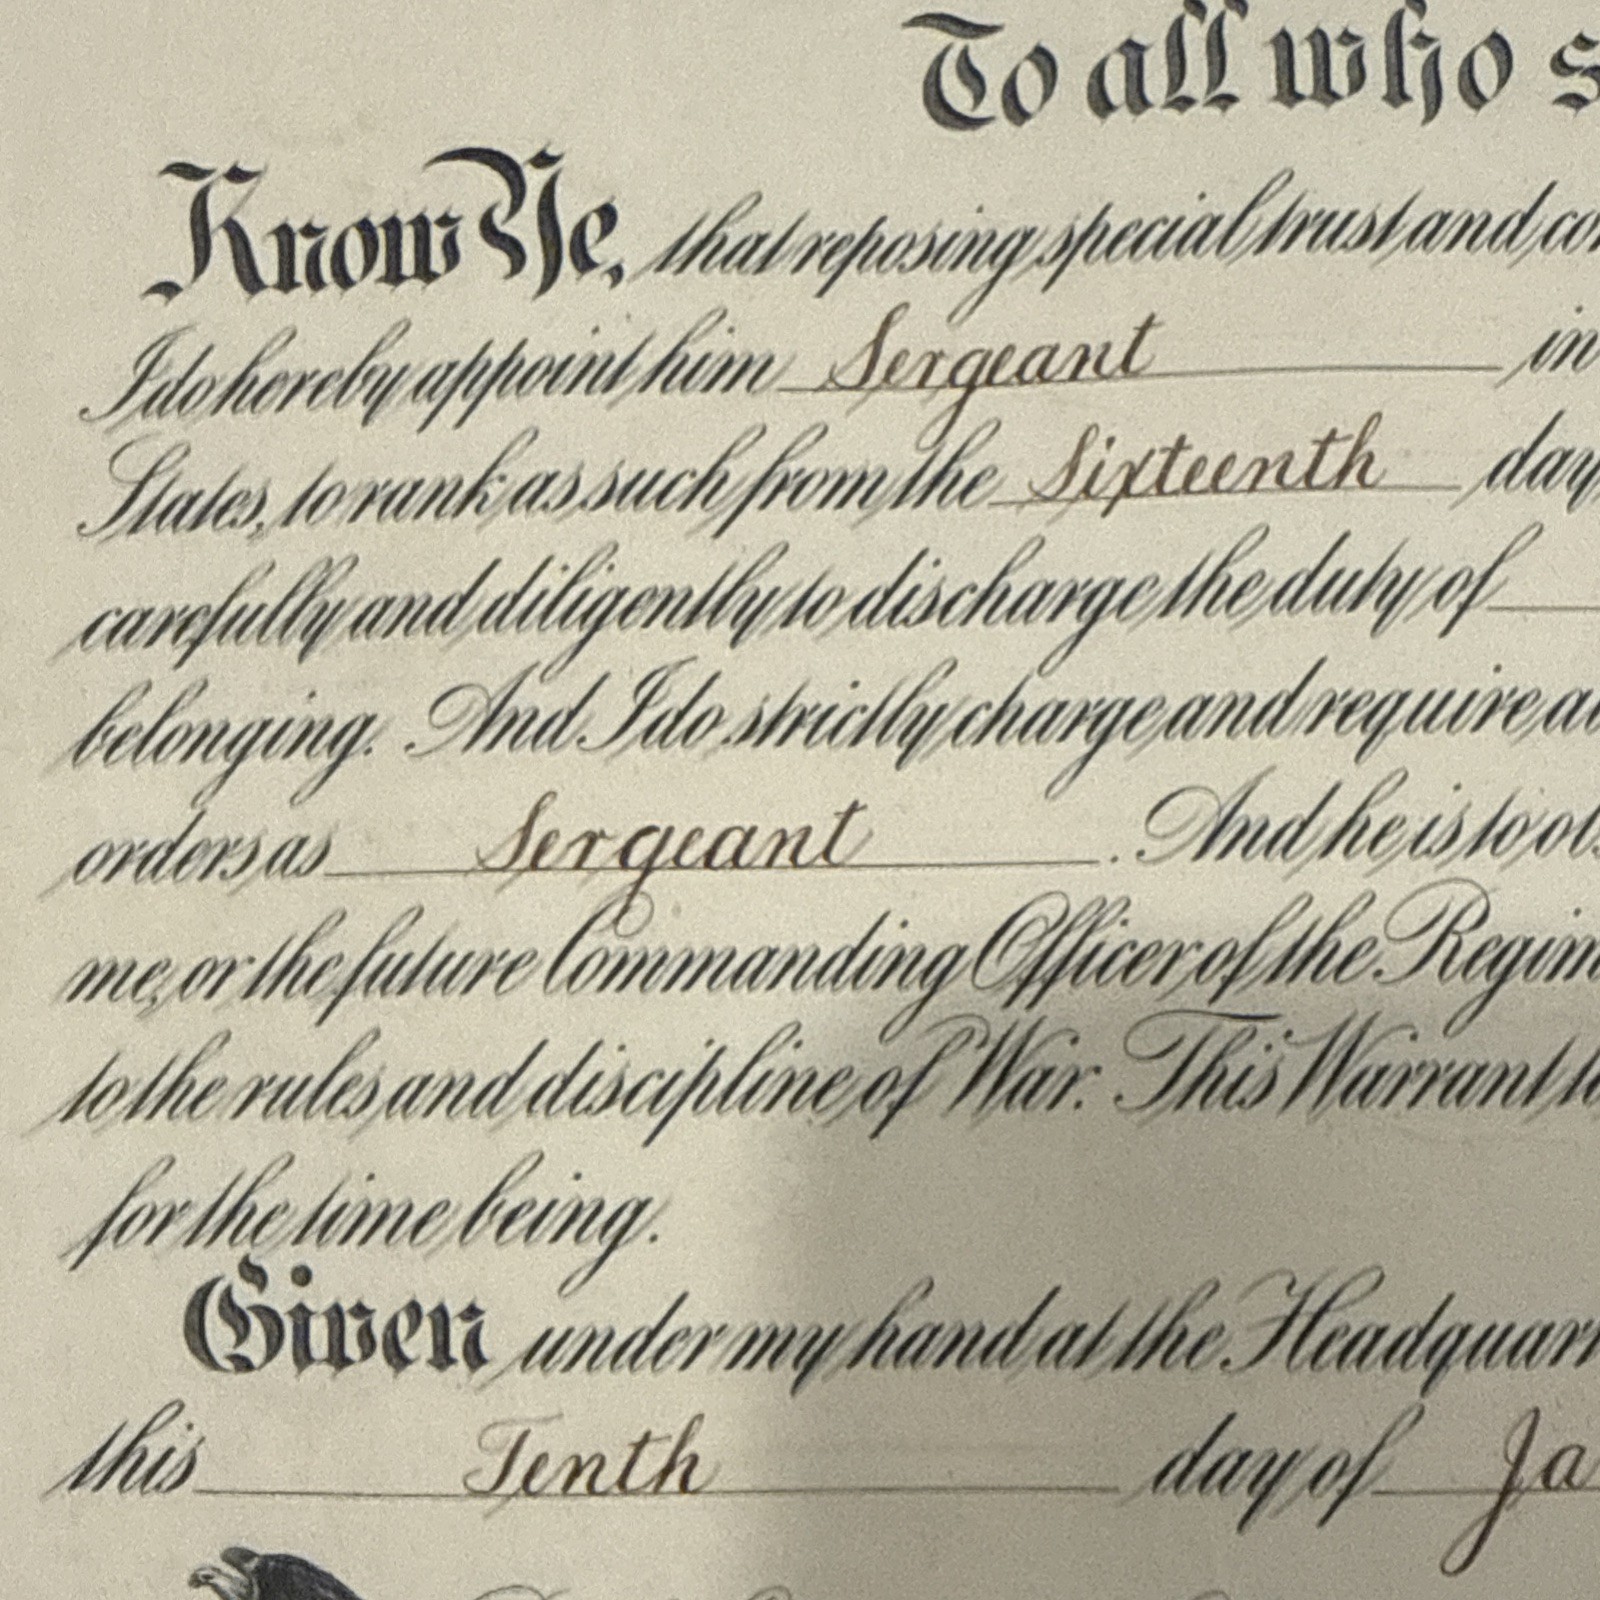 To all who s
Know Ye, that reposing special trust and con
I do hereby appoint him Sergeant in
States, to rank as such from the Sixteenth day
carefully and diligently to discharge the duty of
belonging. And I do strictly charge and require a
orders as Sergeant. And he is to ob
me, or the future Commanding Officer of the Regim
to the rules and discipline of War. This Warrant to
for the time being.
Given under my hand at the Headquart
this Tenth day of Ja